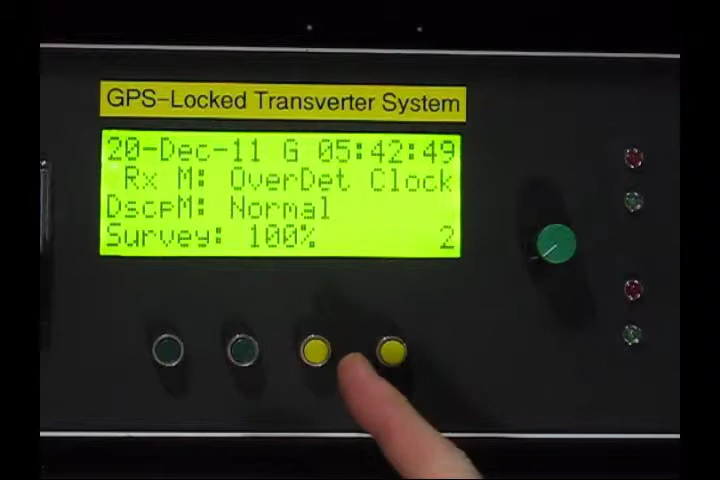 GPS-Locked Transverter System
20-Dec-11 G 05:42:49
Rx M: OverDet Clock
DscpM: Normal
Survey: 100% 2